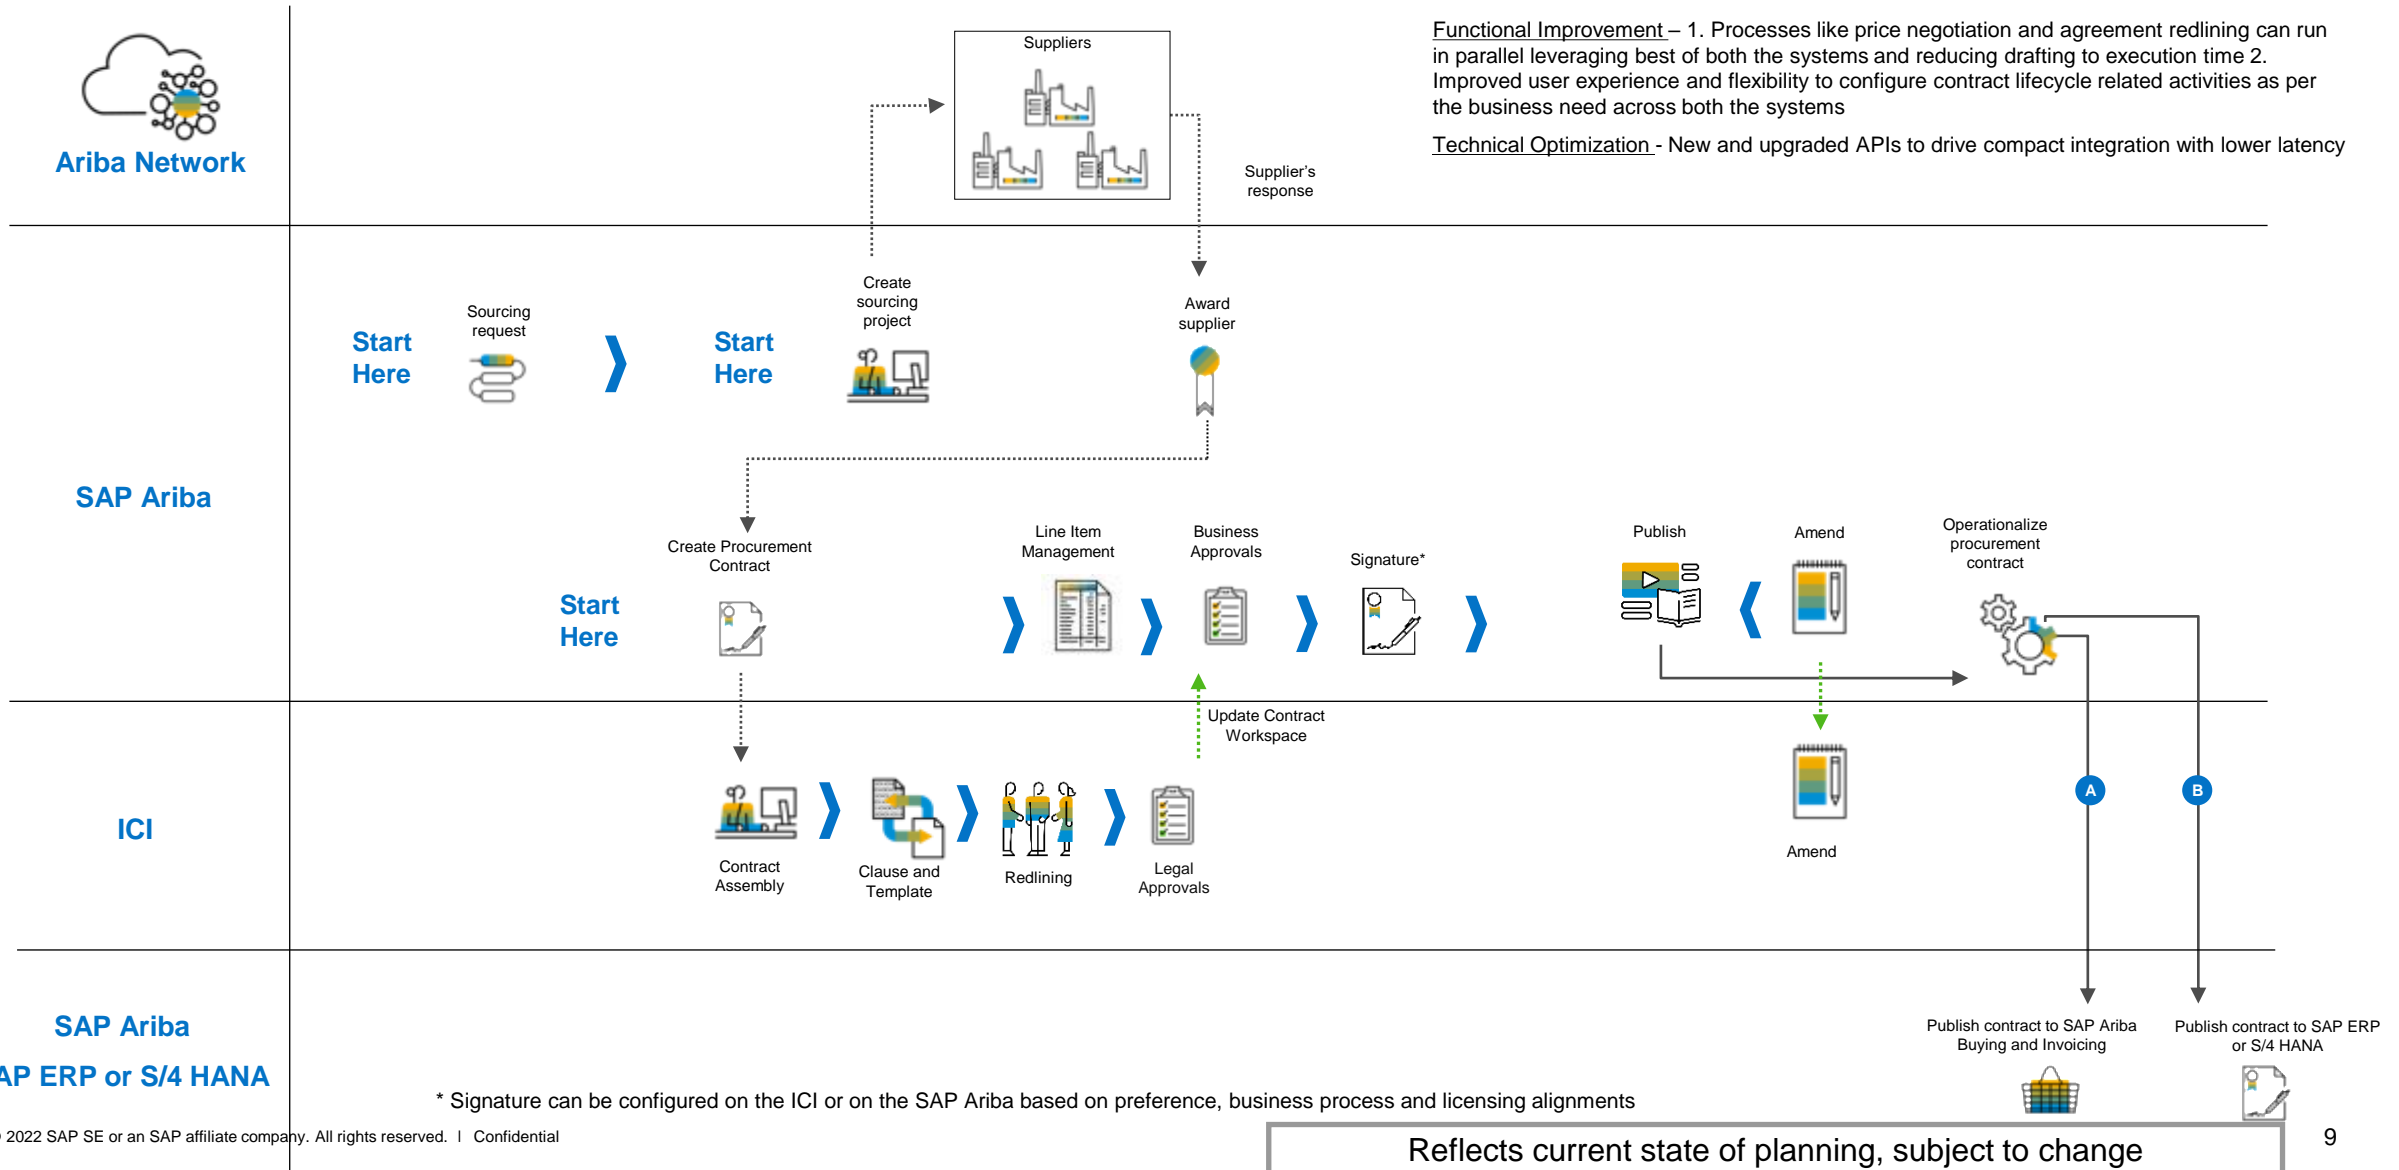 Functional Improvement – 1. Processes like price negotiation and agreement redlining can run
in parallel leveraging best of both the systems and reducing drafting to execution time 2.
Improved user experience and flexibility to configure contract lifecycle related activities as per
the business need across both the systems
Technical Optimization - New and upgraded APIs to drive compact integration with lower latency
Ariba Network
Suppliers
Supplier's
response
SAP Ariba
Start
Here
Sourcing
request
Start
Here
Create
sourcing
project
Award
supplier
Start
Here
Create Procurement
Contract
Line Item
Management
Business
Approvals
Signature*
Publish
Amend
Operationalize
procurement
contract
Update Contract
Workspace
ICI
Contract
Assembly
Clause and
Template
Redlining
Legal
Approvals
Amend
A
B
SAP Ariba
AP ERP or S/4 HANA
Publish contract to SAP Ariba
Buying and Invoicing
Publish contract to SAP ERP
or S/4 HANA
* Signature can be configured on the ICI or on the SAP Ariba based on preference, business process and licensing alignments
2022 SAP SE or an SAP affiliate company. All rights reserved. ǀ Confidential
Reflects current state of planning, subject to change
9